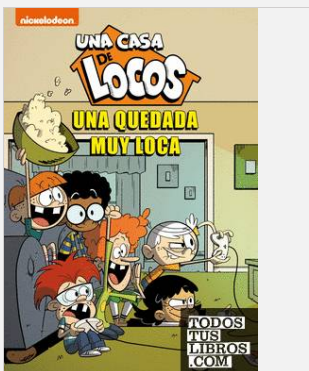 nickelodeon
UNA CASA
DE
LOCOS
UNA QUEDADA
MUY LOCA
TODOS
TUS
LIBROS
.COM